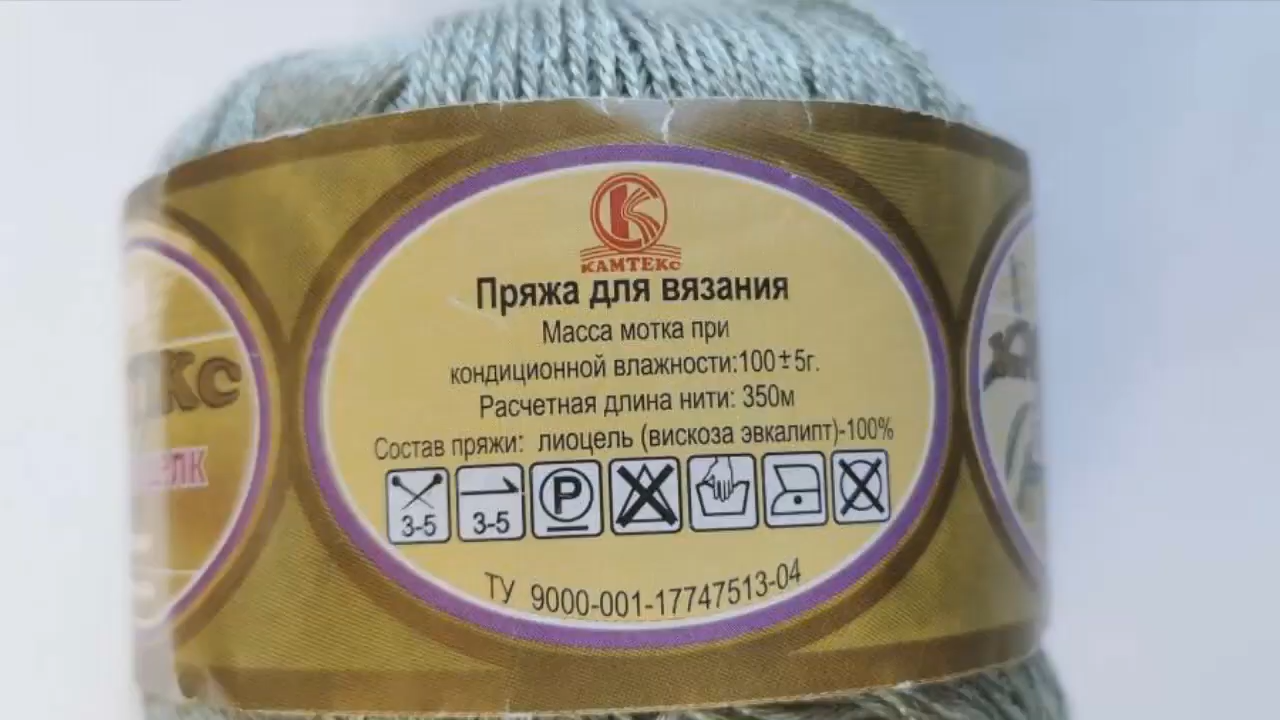 КАМТЕКС
Пряжа для вязания
Масса мотка при
кондиционной влажности:100±5г.
Расчетная длина нити: 350м
Состав пряжи: лиоцель (вискоза эвкалипт)-100%
3-5 3-5 P
ТУ 9000-001-17747513-04